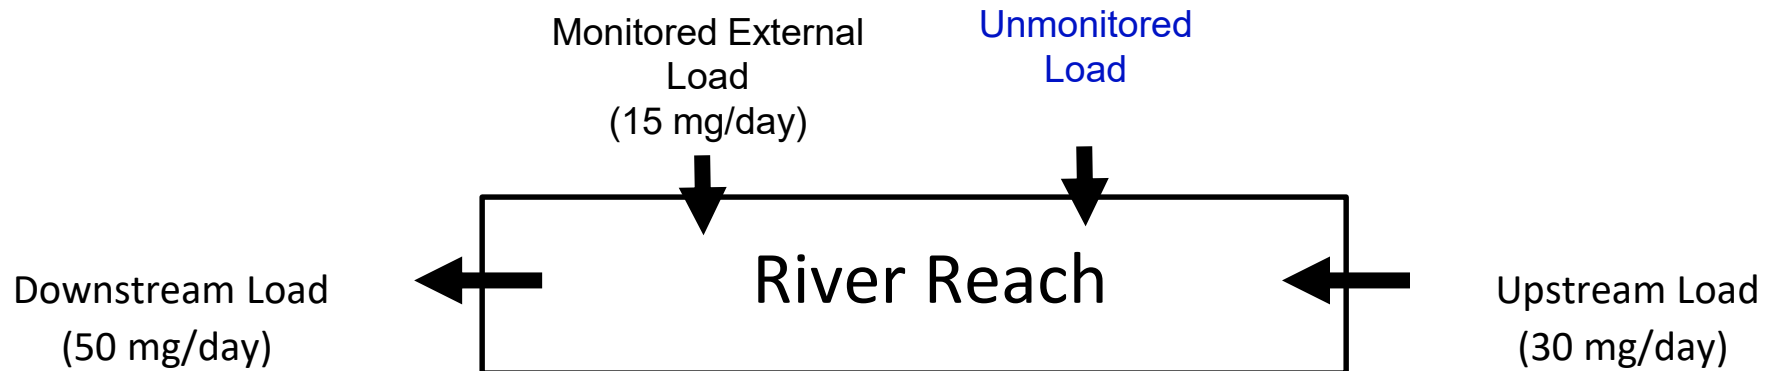 Monitored External
Load
(15 mg/day)
Unmonitored
Load
River Reach
Downstream Load
(50 mg/day)
Upstream Load
(30 mg/day)